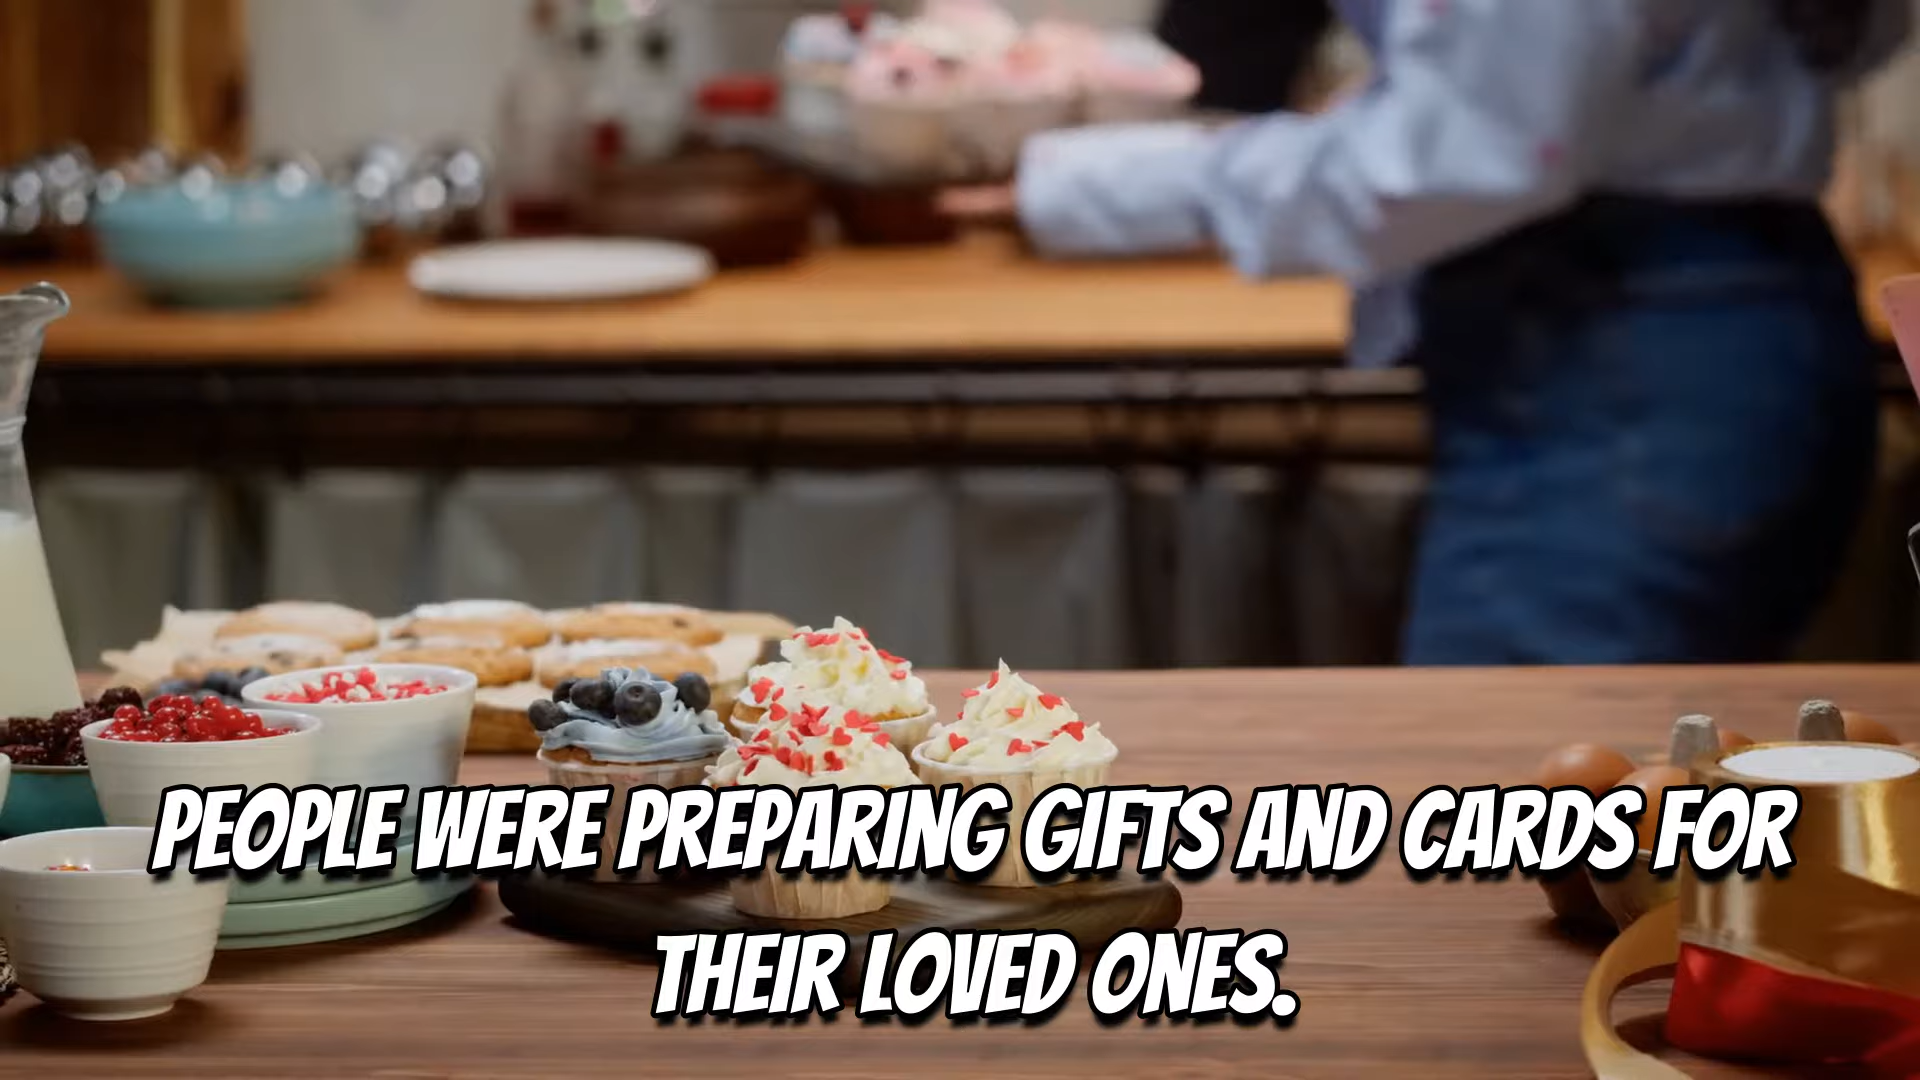 PEOPLE WERE PREPARING GIFTS AND CARDS FOR
THEIR LOVED ONES.